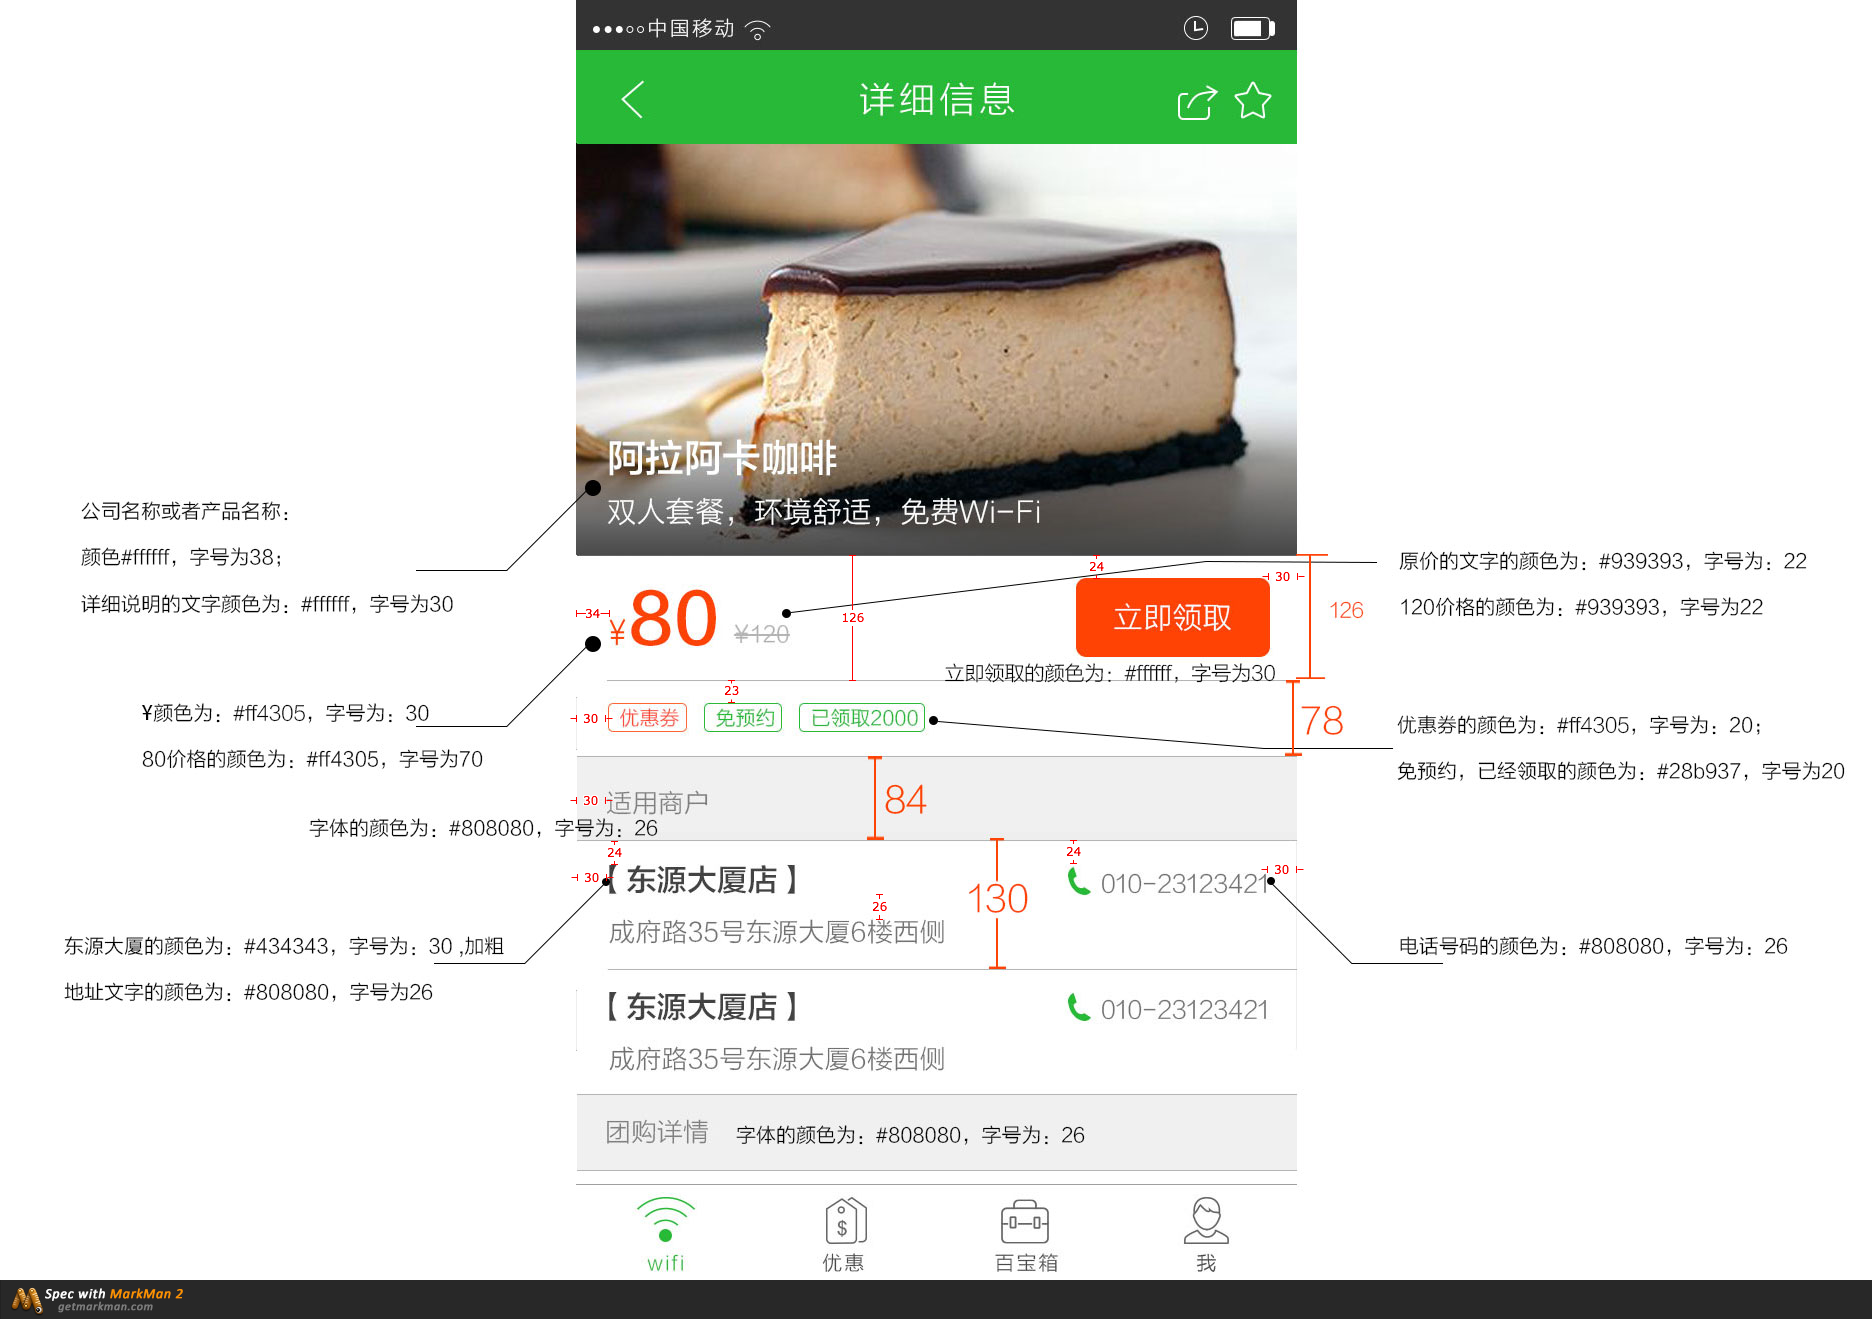 中国移动
详细信息
阿拉阿卡咖啡
双人套餐，环境舒适，免费Wi-Fi
公司名称或者产品名称：
颜色#ffffff，字号为38；
详细说明的文字颜色为：#ffffff，字号为30
24
30
34
¥80
¥120
126
立即领取
126
原价的文字的颜色为：#939393，字号为：22
120价格的颜色为：#939393，字号为22
立即领取的颜色为：#ffffff，字号为30
¥颜色为：#ff4305，字号为：30
80价格的颜色为：#ff4305，字号为70
23
30
优惠券
免预约
已领取2000
78
优惠券的颜色为：#ff4305，字号为：20；
免预约，已经领取的颜色为：#28b937，字号为20
30
适用商户
84
字体的颜色为：#808080，字号为：26
24
24
30
【东源大厦店】
26
130
010-23123421
30
成府路35号东源大厦6楼西侧
东源大厦的颜色为：#434343，字号为：30 ,加粗
地址文字的颜色为：#808080，字号为26
电话号码的颜色为：#808080，字号为：26
【东源大厦店】
010-23123421
成府路35号东源大厦6楼西侧
团购详情
字体的颜色为：#808080，字号为：26
wifi
优惠
百宝箱
我
Spec with MarkMan 2
getmarkman.com